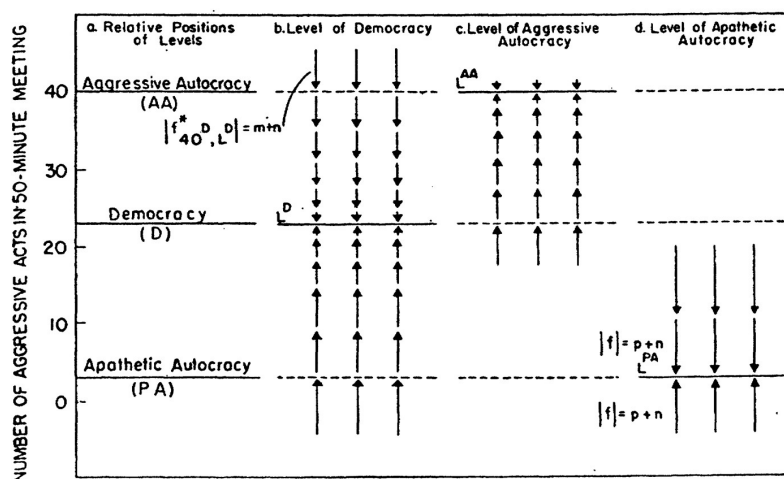 NUMBER OF AGGRESSIVE ACTS IN 50-MINUTE MEETING
a. Relative Positions
of Levels
b. Level of Democracy
c. Level of Aggressive
Autocracy
d. Level of Apathetic
Autocracy
40
30
20
10
0
Aggressive Autocracy
(AA)
|f*40D, LD| = m+n
Democracy
(D)
Apathetic Autocracy
(PA)
LD
LAA
|f| = p+n
LPA
|f| = p+n